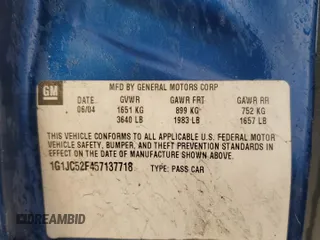 GM
MFD BY GENERAL MOTORS CORP
DATE GVWR GAWR FRT GAWR RR
06/04 1651 KG 899 KG 752 KG
3640 LB 1983 LB 1657 LB
THIS VEHICLE CONFORMS TO ALL APPLICABLE U.S. FEDERAL MOTOR
VEHICLE SAFETY, BUMPER, AND THEFT PREVENTION STANDARDS IN
EFFECT ON THE DATE OF MANUFACTURE SHOWN ABOVE.
1G1JC52F457137718 TYPE: PASS CAR